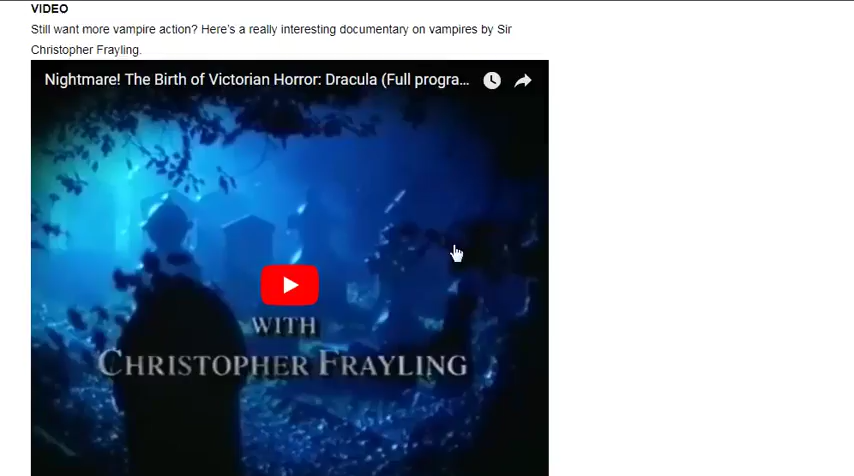 VIDEO
Still want more vampire action? Here's a really interesting documentary on vampires by Sir
Christopher Frayling.
Nightmare! The Birth of Victorian Horror: Dracula (Full progra...
WITH
CHRISTOPHER FRAYLING